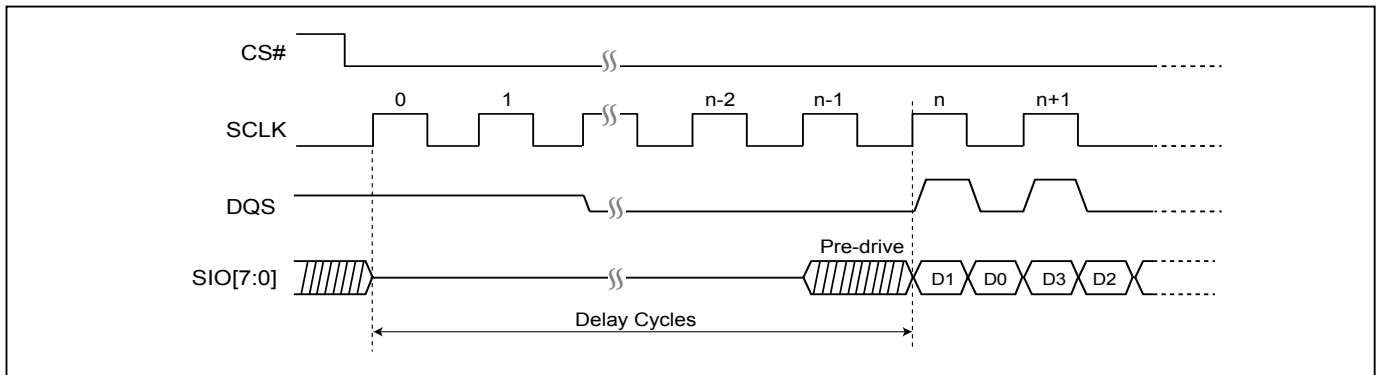 CS#
0 1 n-2 n-1 n n+1
SCLK
DQS
Pre-drive
SIO[7:0] D1 D0 D3 D2
Delay Cycles